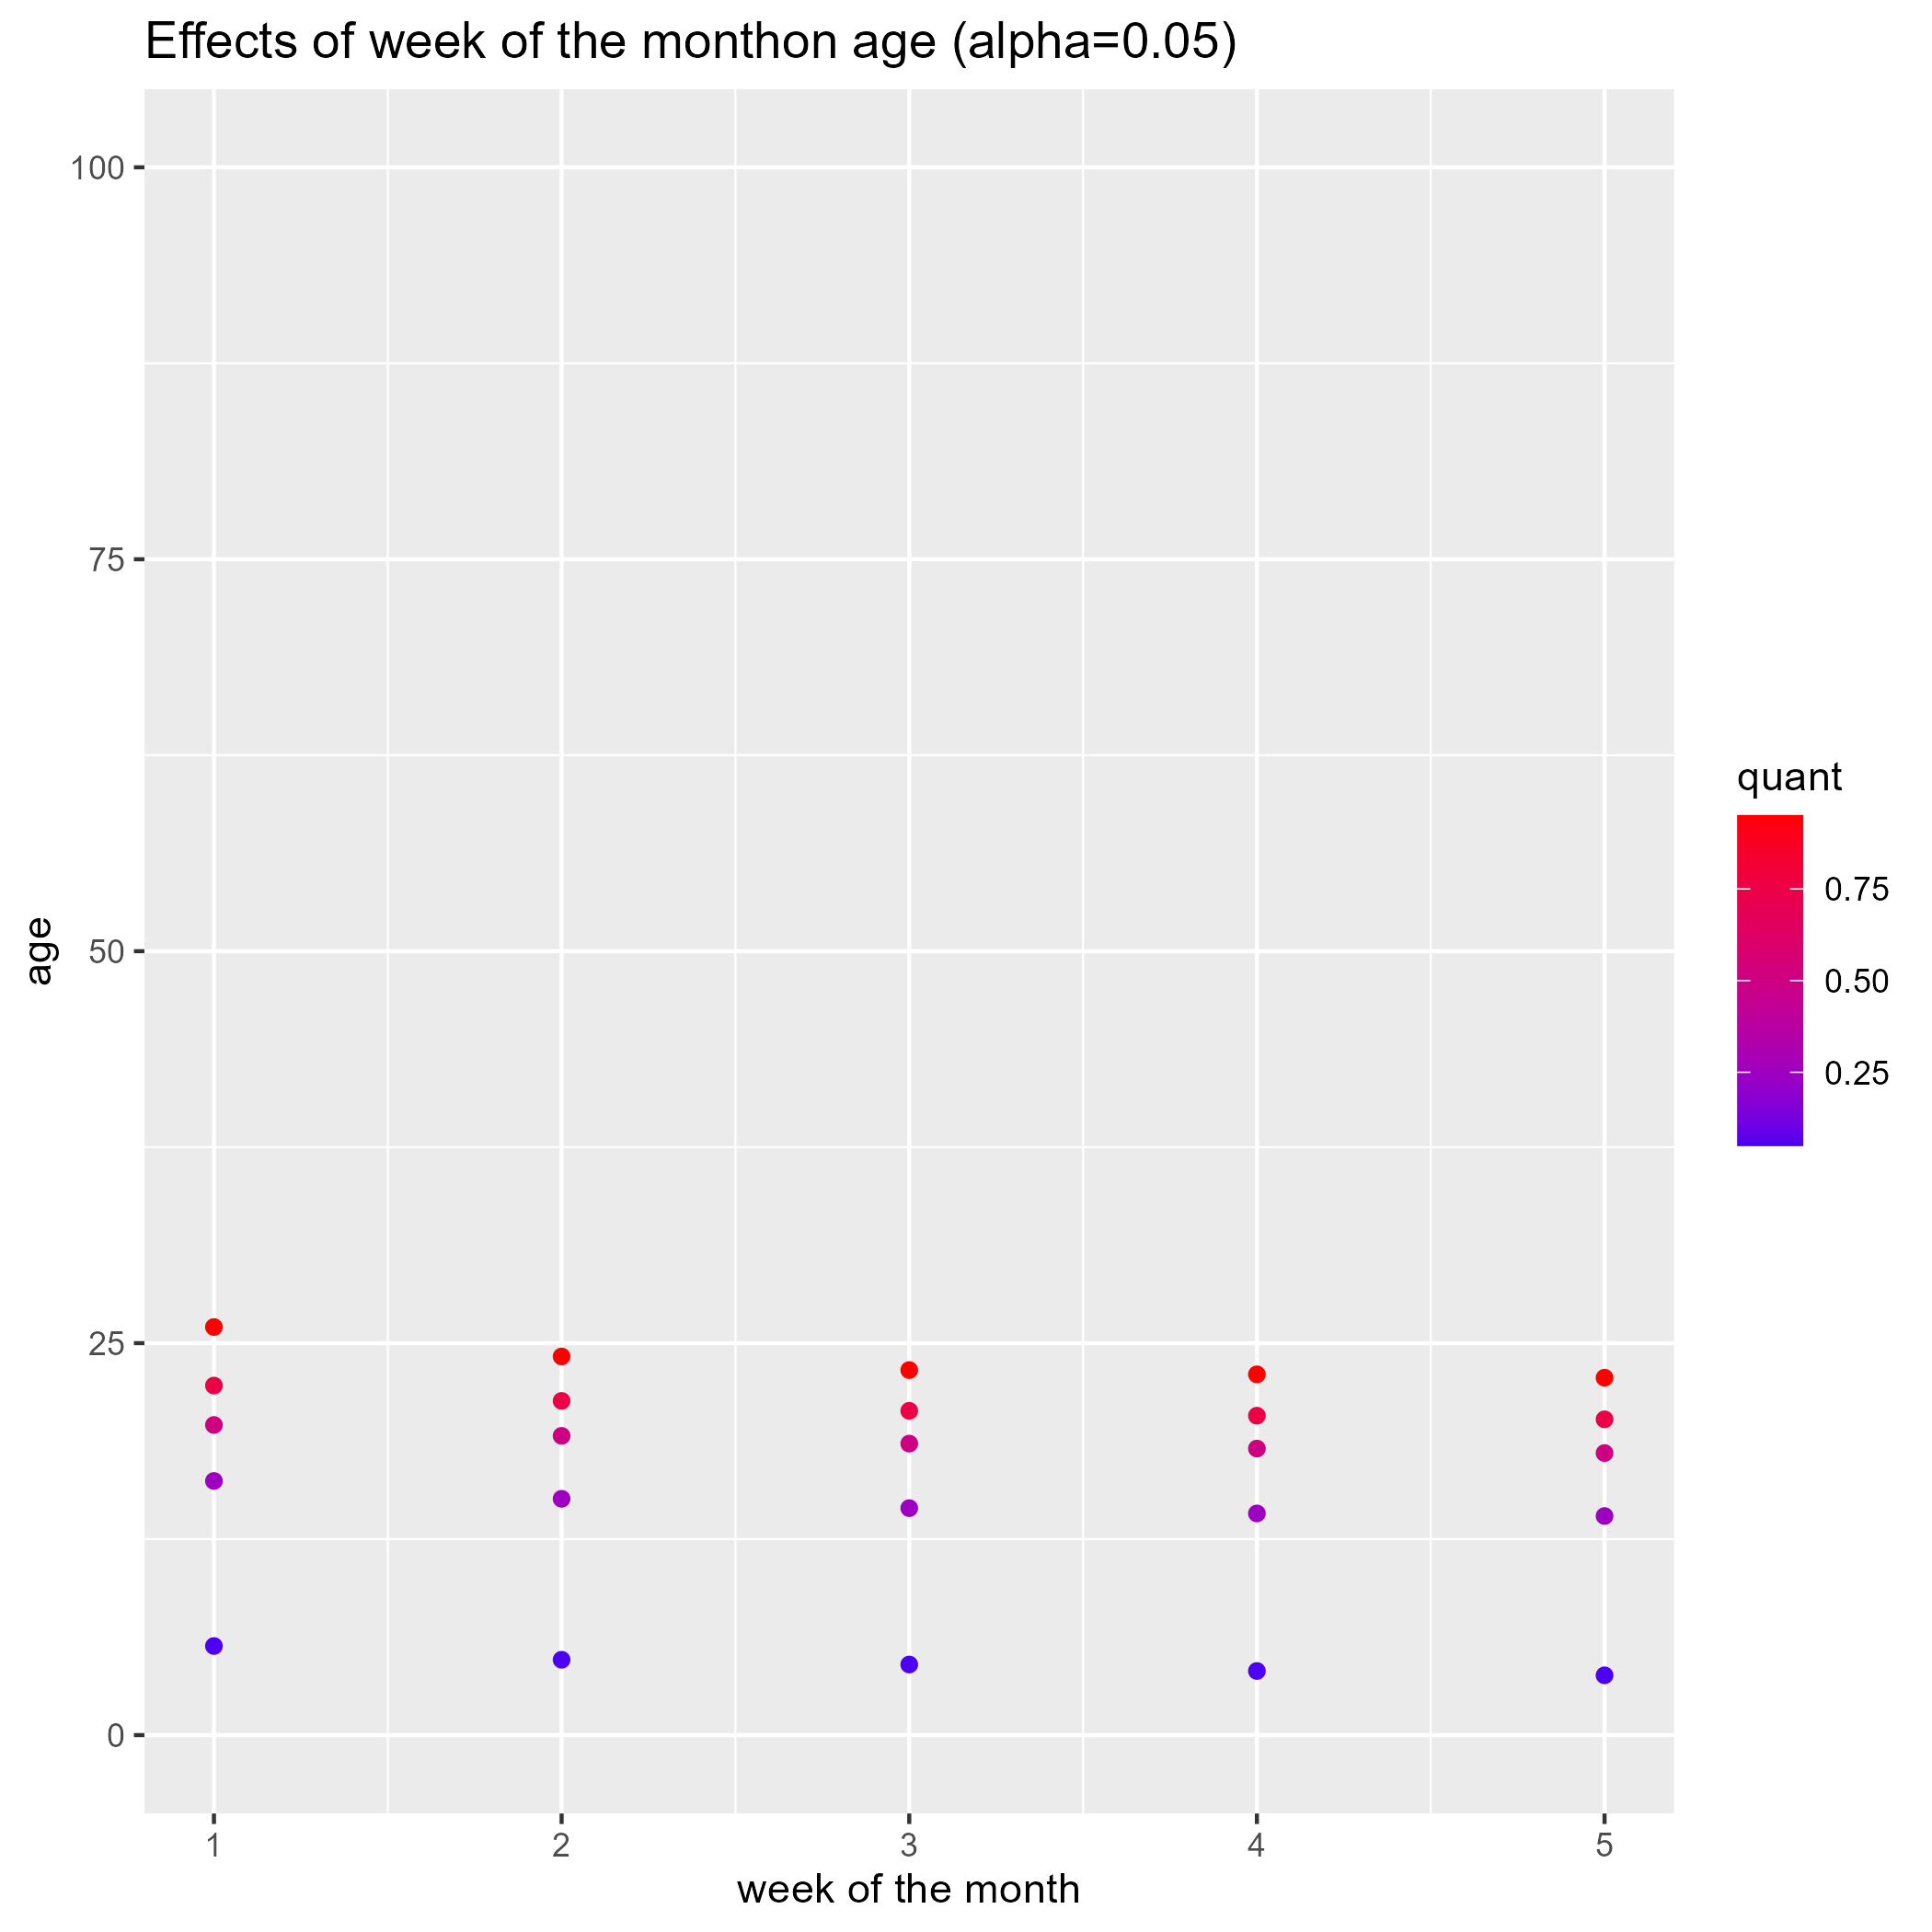 Effects of week of the monthon age (alpha=0.05)
100
75
50
25
0
age
1 2 3 4 5
week of the month
quant
0.75
0.50
0.25